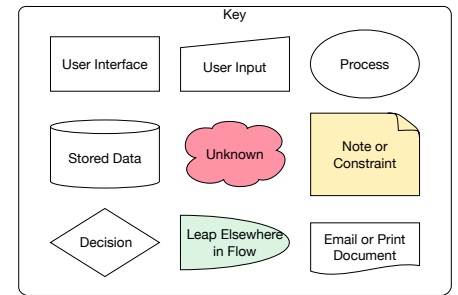 Key
User Interface
User Input
Process
Stored Data
Unknown
Note or
Constraint
Decision
Leap Elsewhere
in Flow
Email or Print
Document